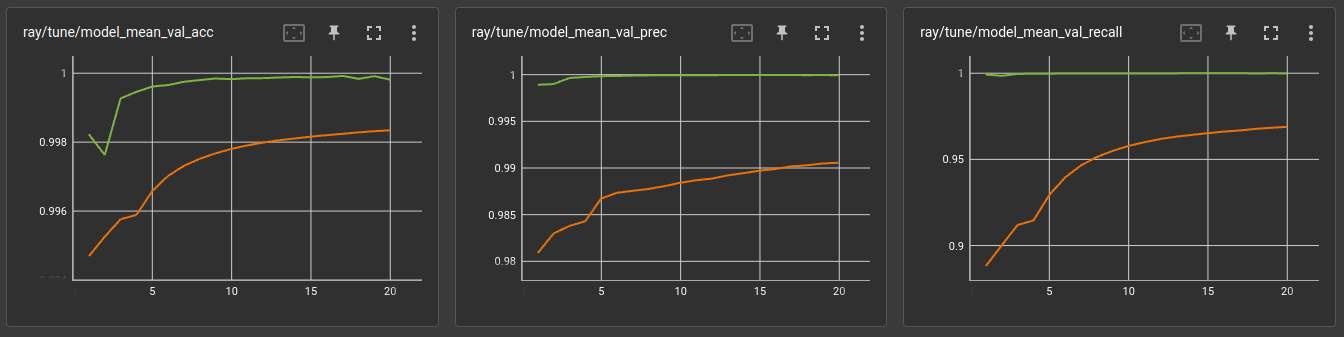 ray/tune/model_mean_val_acc
1
0.998
0.996
0.994
5 10 15 20
ray/tune/model_mean_val_prec
1
0.995
0.99
0.985
0.98
5 10 15 20
ray/tune/model_mean_val_recall
1
0.95
0.9
5 10 15 20